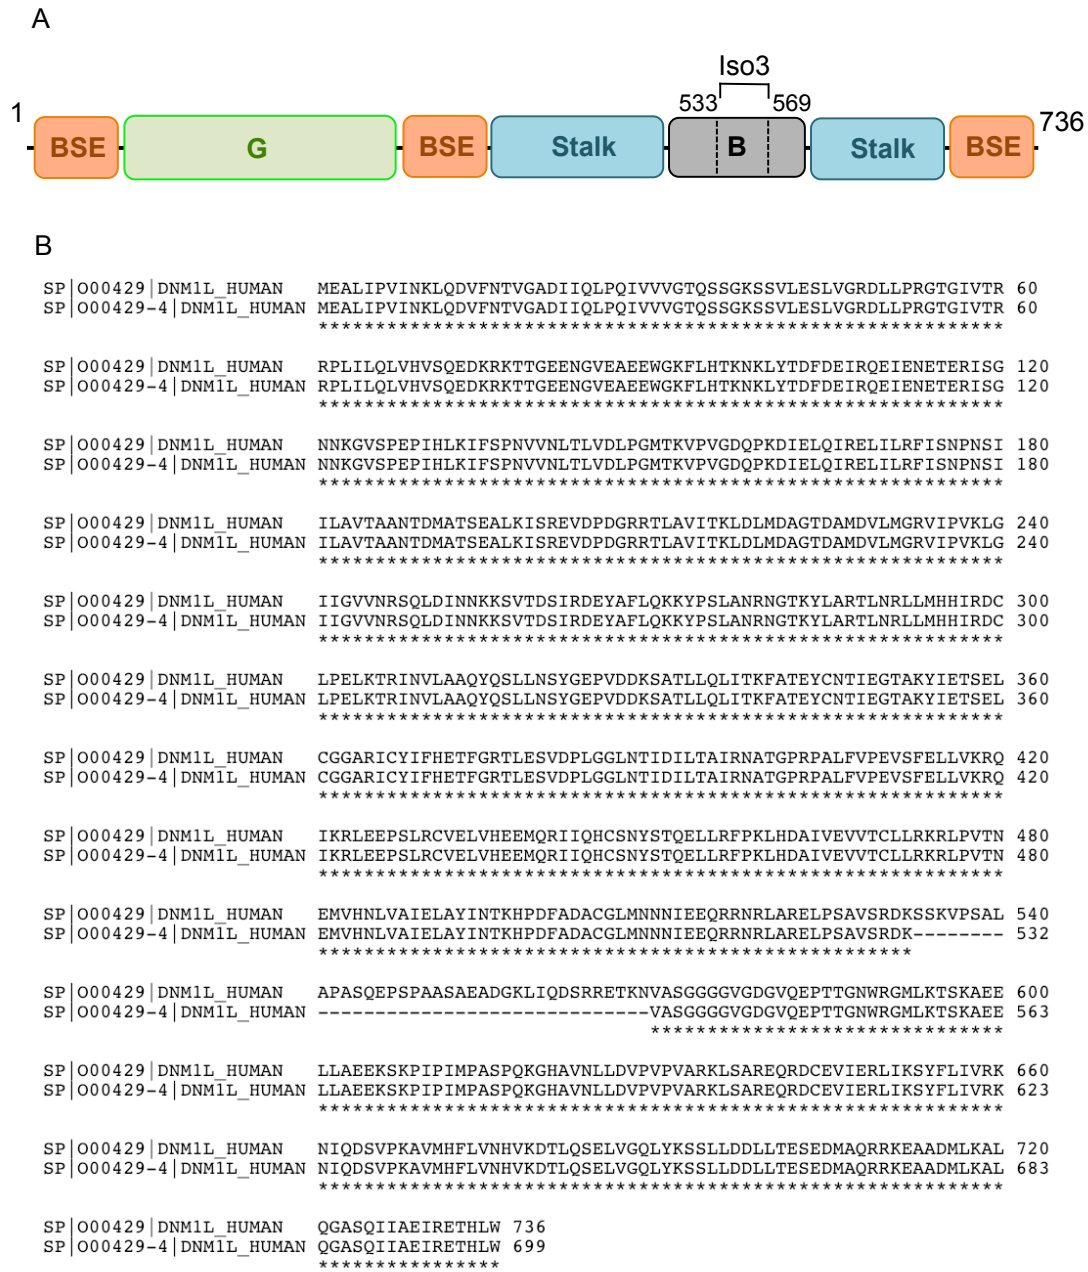 A
Iso3
1 533 569 736
BSE G BSE Stalk B Stalk BSE
B
SP|O00429|DNM1L_HUMAN MEALIPVINKLQDVFNTVGADIIQLPQIVVVGTQSSGKSSVLESLVGRDLLPRGTGIVTR 60
SP|O00429-4|DNM1L_HUMAN MEALIPVINKLQDVFNTVGADIIQLPQIVVVGTQSSGKSSVLESLVGRDLLPRGTGIVTR 60
************************************************************
SP|O00429|DNM1L_HUMAN RPLILQLVHVSQEDKRKTTGEENGVEAEEWGKFLHTKNKLYTDFDEIRQEIENETERISG 120
SP|O00429-4|DNM1L_HUMAN RPLILQLVHVSQEDKRKTTGEENGVEAEEWGKFLHTKNKLYTDFDEIRQEIENETERISG 120
************************************************************
SP|O00429|DNM1L_HUMAN NNKGVSPEPIHLKIFSPNVVNLTLVDLPGMTKVPVGDQPKDIELQIRELILRFISNPNSI 180
SP|O00429-4|DNM1L_HUMAN NNKGVSPEPIHLKIFSPNVVNLTLVDLPGMTKVPVGDQPKDIELQIRELILRFISNPNSI 180
************************************************************
SP|O00429|DNM1L_HUMAN ILAVTAANTDMATSEALKISREVDPDGRRTLAVITKLDLMDAGTDAMDVLMGRVIPVKLG 240
SP|O00429-4|DNM1L_HUMAN ILAVTAANTDMATSEALKISREVDPDGRRTLAVITKLDLMDAGTDAMDVLMGRVIPVKLG 240
************************************************************
SP|O00429|DNM1L_HUMAN IIGVVNRSQLDINNKKSVTDSIRDEYAFLQKKYPSLANRNGTKYLARTLNRLLMHHIRDC 300
SP|O00429-4|DNM1L_HUMAN IIGVVNRSQLDINNKKSVTDSIRDEYAFLQKKYPSLANRNGTKYLARTLNRLLMHHIRDC 300
************************************************************
SP|O00429|DNM1L_HUMAN LPELKTRINVLAAQYQSLLNSYGEPVDDKSATLLQLITKFATEYCNTIEGTAKYIETSEL 360
SP|O00429-4|DNM1L_HUMAN LPELKTRINVLAAQYQSLLNSYGEPVDDKSATLLQLITKFATEYCNTIEGTAKYIETSEL 360
************************************************************
SP|O00429|DNM1L_HUMAN CGGARICYIFHETFGRTLESVDPLGGLNTIDILTAIRNATGPRPALFVPEVSFELLVKRQ 420
SP|O00429-4|DNM1L_HUMAN CGGARICYIFHETFGRTLESVDPLGGLNTIDILTAIRNATGPRPALFVPEVSFELLVKRQ 420
************************************************************
SP|O00429|DNM1L_HUMAN IKRLEEPSLRCVELVHEEMQRIIQHCSNYSTQELLRFPKLHDAIVEVVTCLLRKRLPVTN 480
SP|O00429-4|DNM1L_HUMAN IKRLEEPSLRCVELVHEEMQRIIQHCSNYSTQELLRFPKLHDAIVEVVTCLLRKRLPVTN 480
************************************************************
SP|O00429|DNM1L_HUMAN EMVHNLVAIELAYINTKHPDFADACGLMNNNIEEQRRNRLARELPSAVSRDKSSKVPSAL 540
SP|O00429-4|DNM1L_HUMAN EMVHNLVAIELAYINTKHPDFADACGLMNNNIEEQRRNRLARELPSAVSRDK-------- 532
****************************************************
SP|O00429|DNM1L_HUMAN APASQEPSPAASAEADGKLIQDSRRETKNVASGGGGVGDGVQEPTTGNWRGMLKTSKAEE 600
SP|O00429-4|DNM1L_HUMAN -----------------------------VASGGGGVGDGVQEPTTGNWRGMLKTSKAEE 563
*******************************
SP|O00429|DNM1L_HUMAN LLAEEKSKPIPIMPASPQKGHAVNLLDVPVPVARKLSAREQRDCEVIERLIKSYFLIVRK 660
SP|O00429-4|DNM1L_HUMAN LLAEEKSKPIPIMPASPQKGHAVNLLDVPVPVARKLSAREQRDCEVIERLIKSYFLIVRK 623
************************************************************
SP|O00429|DNM1L_HUMAN NIQDSVPKAVMHFLVNHVKDTLQSELVGQLYKSSLLDDLLTESEDMAQRRKEAADMLKAL 720
SP|O00429-4|DNM1L_HUMAN NIQDSVPKAVMHFLVNHVKDTLQSELVGQLYKSSLLDDLLTESEDMAQRRKEAADMLKAL 683
************************************************************
SP|O00429|DNM1L_HUMAN QGASQIIAEIRETHLW 736
SP|O00429-4|DNM1L_HUMAN QGASQIIAEIRETHLW 699
****************